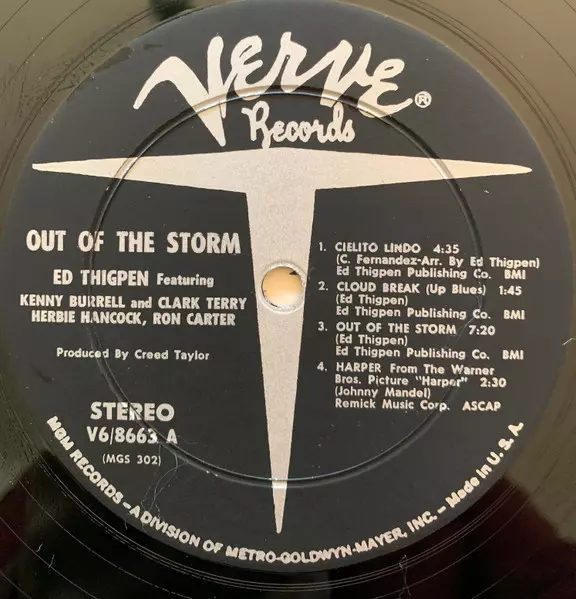 Verve®
Records
OUT OF THE STORM
ED THIGPEN Featuring
KENNY BURRELL and CLARK TERRY
HERBIE HANCOCK, RON CARTER
Produced By Creed Taylor
STEREO
V6/8663 A
(MGS 302)
1. CIELITO LINDO 4:35
(C. Fernandez-Arr. By Ed Thigpen)
Ed Thigpen Publishing Co. BMI
2. CLOUD BREAK (Up Blues) 1:45
(Ed Thigpen)
Ed Thigpen Publishing Co. BMI
3. OUT OF THE STORM 7:20
(Ed Thigpen)
Ed Thigpen Publishing Co. BMI
4. HARPER From The Warner
Bros. Picture "Harper" 2:30
(Johnny Mandel)
Remick Music Corp. ASCAP
MGM RECORDS – A DIVISION OF METRO-GOLDWYN-MAYER, INC. – Made in U.S.A.